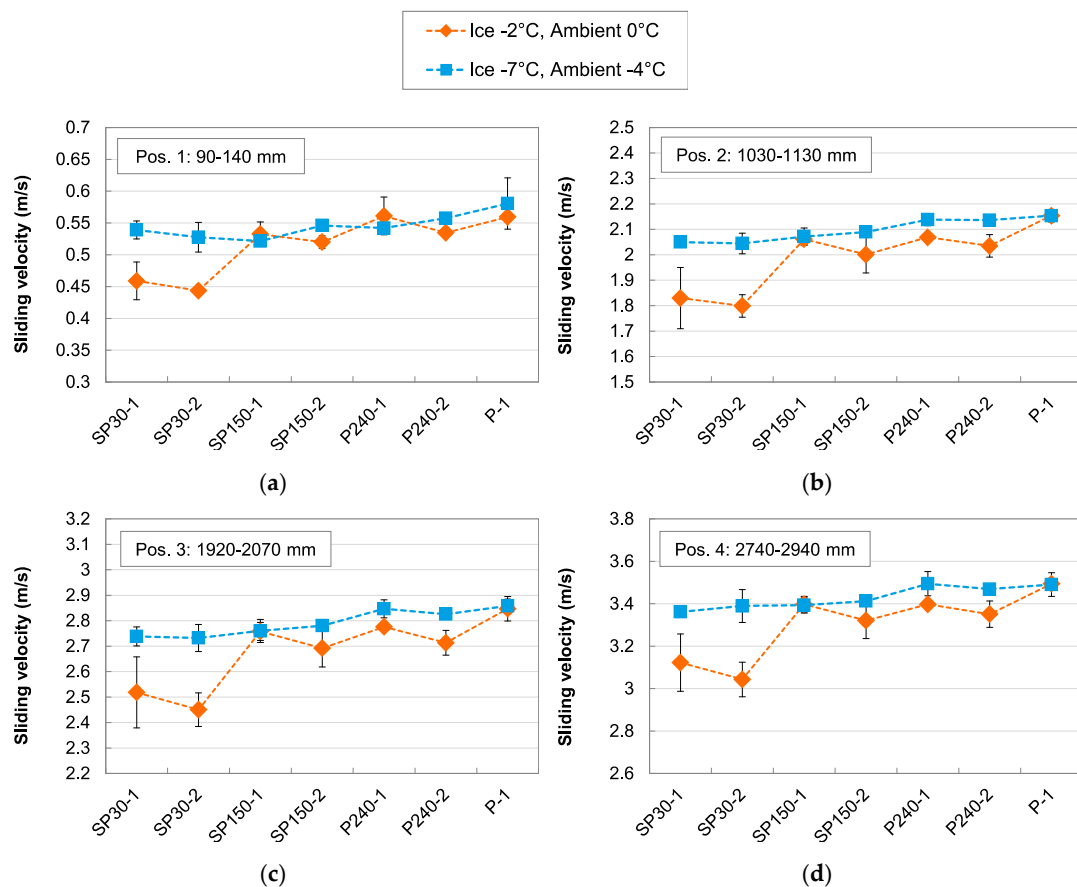 Ice -2°C, Ambient 0°C
Ice -7°C, Ambient -4°C
Sliding velocity (m/s)
0.7
0.65
0.6
0.55
0.5
0.45
0.4
0.35
0.3
Pos. 1: 90-140 mm
SP30-1
SP30-2
SP150-1
SP150-2
P240-1
P240-2
P-1
(a)
Sliding velocity (m/s)
2.5
2.4
2.3
2.2
2.1
2
1.9
1.8
1.7
1.6
1.5
Pos. 2: 1030-1130 mm
SP30-1
SP30-2
SP150-1
SP150-2
P240-1
P240-2
P-1
(b)
Sliding velocity (m/s)
3.2
3.1
3
2.9
2.8
2.7
2.6
2.5
2.4
2.3
2.2
Pos. 3: 1920-2070 mm
SP30-1
SP30-2
SP150-1
SP150-2
P240-1
P240-2
P-1
(c)
Sliding velocity (m/s)
3.8
3.6
3.4
3.2
3
2.8
2.6
Pos. 4: 2740-2940 mm
SP30-1
SP30-2
SP150-1
SP150-2
P240-1
P240-2
P-1
(d)